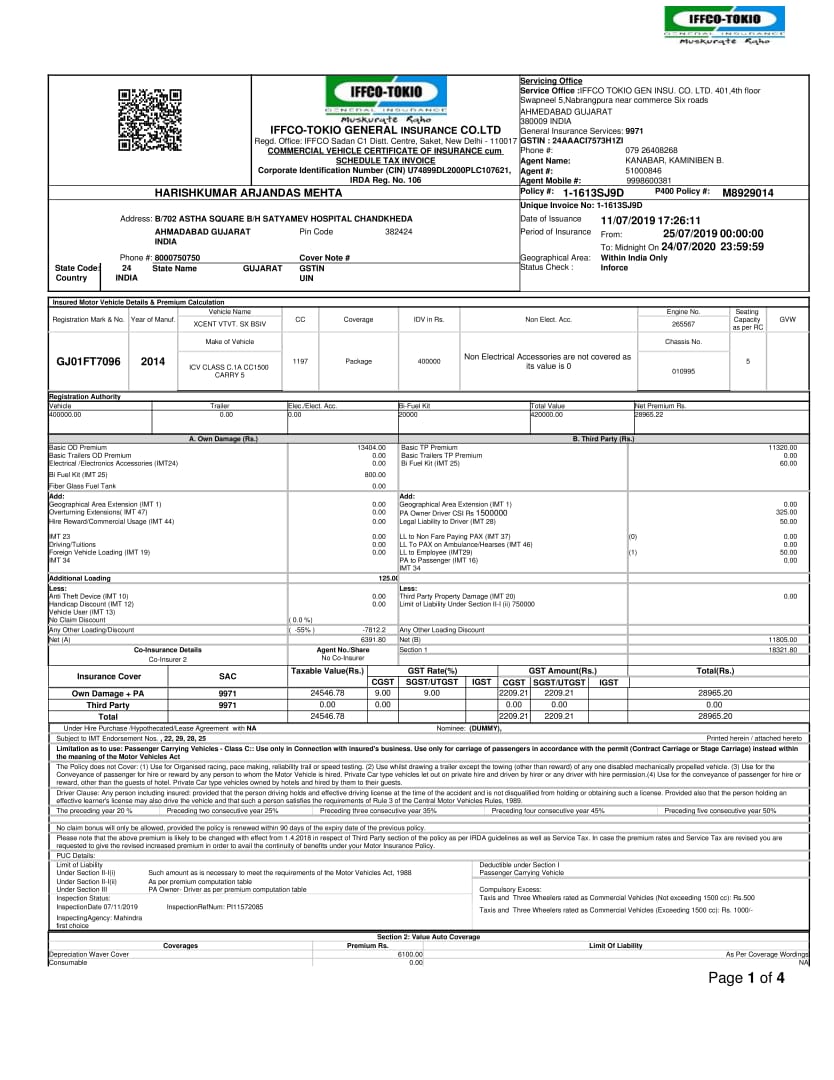 IFFCO-TOKIO
GENERAL INSURANCE
Muskurate Raho
IFFCO-TOKIO
GENERAL INSURANCE
Muskurate Raho
IFFCO-TOKIO GENERAL INSURANCE CO.LTD
Regd. Office: IFFCO Sadan C1 Distt. Centre, Saket, New Delhi - 110017
COMMERCIAL VEHICLE CERTIFICATE OF INSURANCE cum
SCHEDULE TAX INVOICE
Corporate Identification Number (CIN) U74899DL2000PLC107621,
IRDA Reg. No. 106
Servicing Office
Service Office :IFFCO TOKIO GEN INSU. CO. LTD. 401,4th floor
Swapneel 5,Nabrangpura near commerce Six roads
AHMEDABAD GUJARAT
380009 INDIA
General Insurance Services: 9971
GSTIN : 24AAACI7573H1ZI
Phone #: 079 26408268
Agent Name: KANABAR, KAMINIBEN B.
Agent #: 51000846
Agent Mobile #: 9998600381
HARISHKUMAR ARJANDAS MEHTA
Policy #: 1-1613SJ9D P400 Policy #: M8929014
Unique Invoice No: 1-1613SJ9D
Address: B/702 ASTHA SQUARE B/H SATYAMEV HOSPITAL CHANDKHEDA
AHMADABAD GUJARAT Pin Code 382424
INDIA
Phone #: 8000750750 Cover Note #
State Code: 24 State Name GUJARAT GSTIN
Country INDIA UIN
Date of Issuance 11/07/2019 17:26:11
Period of Insurance From: 25/07/2019 00:00:00
To: Midnight On 24/07/2020 23:59:59
Geographical Area: Within India Only
Status Check : Inforce
Insured Motor Vehicle Details & Premium Calculation
Registration Mark & No. Year of Manuf. Vehicle Name CC Coverage IDV in Rs. Non Elect. Acc. Engine No. Seating Capacity as per RC GVW
XCENT VTVT. SX BSIV 265567
Make of Vehicle Chassis No.
GJ01FT7096 2014 ICV CLASS C.1A CC1500 CARRY 5 1197 Package 400000 Non Electrical Accessories are not covered as its value is 0 010995 5
Registration Authority
Vehicle Trailer Elec./Elect. Acc. Bi-Fuel Kit Total Value Net Premium Rs.
400000.00 0.00 0.00 20000 420000.00 28965.22
A. Own Damage (Rs.) B. Third Party (Rs.)
Basic OD Premium 13404.00 Basic TP Premium 11320.00
Basic Trailers OD Premium 0.00 Basic Trailers TP Premium 0.00
Electrical /Electronics Accessories (IMT24) 0.00 Bi Fuel Kit (IMT 25) 60.00
Bi Fuel Kit (IMT 25) 800.00
Fiber Glass Fuel Tank 0.00
Add: Add:
Geographical Area Extension (IMT 1) 0.00 Geographical Area Extension (IMT 1) 0.00
Overturning Extensions( IMT 47) 0.00 PA Owner Driver CSI Rs 1500000 325.00
Hire Reward/Commercial Usage (IMT 44) 0.00 Legal Liability to Driver (IMT 28) 50.00
IMT 23 0.00 LL to Non Fare Paying PAX (IMT 37) (0) 0.00
Driving/Tuitions 0.00 LL To PAX on Ambulance/Hearses (IMT 46) 0.00
Foreign Vehicle Loading (IMT 19) 0.00 LL to Employee (IMT29) (1) 50.00
IMT 34 PA to Passenger (IMT 16) 0.00
IMT 34
Additional Loading 125.00
Less: Less:
Anti Theft Device (IMT 10) 0.00 Third Party Property Damage (IMT 20) 0.00
Handicap Discount (IMT 12) 0.00 Limit of Liability Under Section II-I (ii) 750000
Vehicle User (IMT 13)
No Claim Discount ( 0.0 %)
Any Other Loading/Discount ( -55% ) -7812.2 Any Other Loading Discount
Net (A) 6391.80 Net (B) 11805.00
Co-Insurance Details Agent No./Share Section 1 18321.80
Co-Insurer 2 No Co-Insurer
Insurance Cover SAC Taxable Value(Rs.) GST Rate(%) GST Amount(Rs.) Total(Rs.)
CGST SGST/UTGST IGST CGST SGST/UTGST IGST
Own Damage + PA 9971 24546.78 9.00 9.00 2209.21 2209.21 28965.20
Third Party 9971 0.00 0.00 0.00 0.00 0.00
Total 24546.78 2209.21 2209.21 28965.20
Under Hire Purchase /Hypothecated/Lease Agreement with NA Nominee: (DUMMY),
Subject to IMT Endorsement Nos. , 22, 29, 28, 25 Printed herein / attached hereto
Limitation as to use: Passenger Carrying Vehicles - Class C:: Use only in Connection with insured's business. Use only for carriage of passengers in accordance with the permit (Contract Carriage or Stage Carriage) instead within
the meaning of the Motor Vehicles Act
The Policy does not Cover: (1) Use for Organised racing, pace making, reliability trail or speed testing. (2) Use whilst drawing a trailer except the towing (other than reward) of any one disabled mechanically propelled vehicle. (3) Use for the
Conveyance of passenger for hire or reward by any person to whom the Motor Vehicle is hired. Private Car type vehicles let out on private hire and driven by hirer or any driver with hire permission.(4) Use for the conveyance of passenger for hire or
reward, other than the guests of hotel. Private Car type vehicles owned by hotels and hired by them to their guests.
Driver Clause: Any person including insured: provided that the person driving holds and effective driving license at the time of the accident and is not disqualified from holding or obtaining such a license. Provided also that the person holding an
effective learner's license may also drive the vehicle and that such a person satisfies the requirements of Rule 3 of the Central Motor Vehicles Rules, 1989.
The preceding year 20 % Preceding two consecutive year 25% Preceding three consecutive year 35% Preceding four consecutive year 45% Preceding five consecutive year 50%
No claim bonus will only be allowed, provided the policy is renewed within 90 days of the expiry date of the previous policy.
Please note that the above premium is likely to be changed with effect from 1.4.2018 in respect of Third Party section of the policy as per IRDA guidelines as well as Service Tax. In case the premium rates and Service Tax are revised you are
requested to give the revised increased premium in order to avail the continuity of benefits under your Motor Insurance Policy.
PUC Details:
Limit of Liability Deductible under Section I
Under Section II-I(i) Such amount as is necessary to meet the requirements of the Motor Vehicles Act, 1988 Passenger Carrying Vehicle
Under Section II-I(ii) As per premium computation table
Under Section III PA Owner- Driver as per premium computation table Compulsory Excess:
Inspection Status: Taxis and Three Wheelers rated as Commercial Vehicles (Not exceeding 1500 cc): Rs.500
InspectionDate 07/11/2019 InspectionRefNum: PI11572085 Taxis and Three Wheelers rated as Commercial Vehicles (Exceeding 1500 cc): Rs. 1000/-
InspectingAgency: Mahindra
first choice
Section 2: Value Auto Coverage
Coverages Premium Rs. Limit Of Liability
Depreciation Waver Cover 6100.00 As Per Coverage Wordings
Consumable 0.00 NA
Page 1 of 4